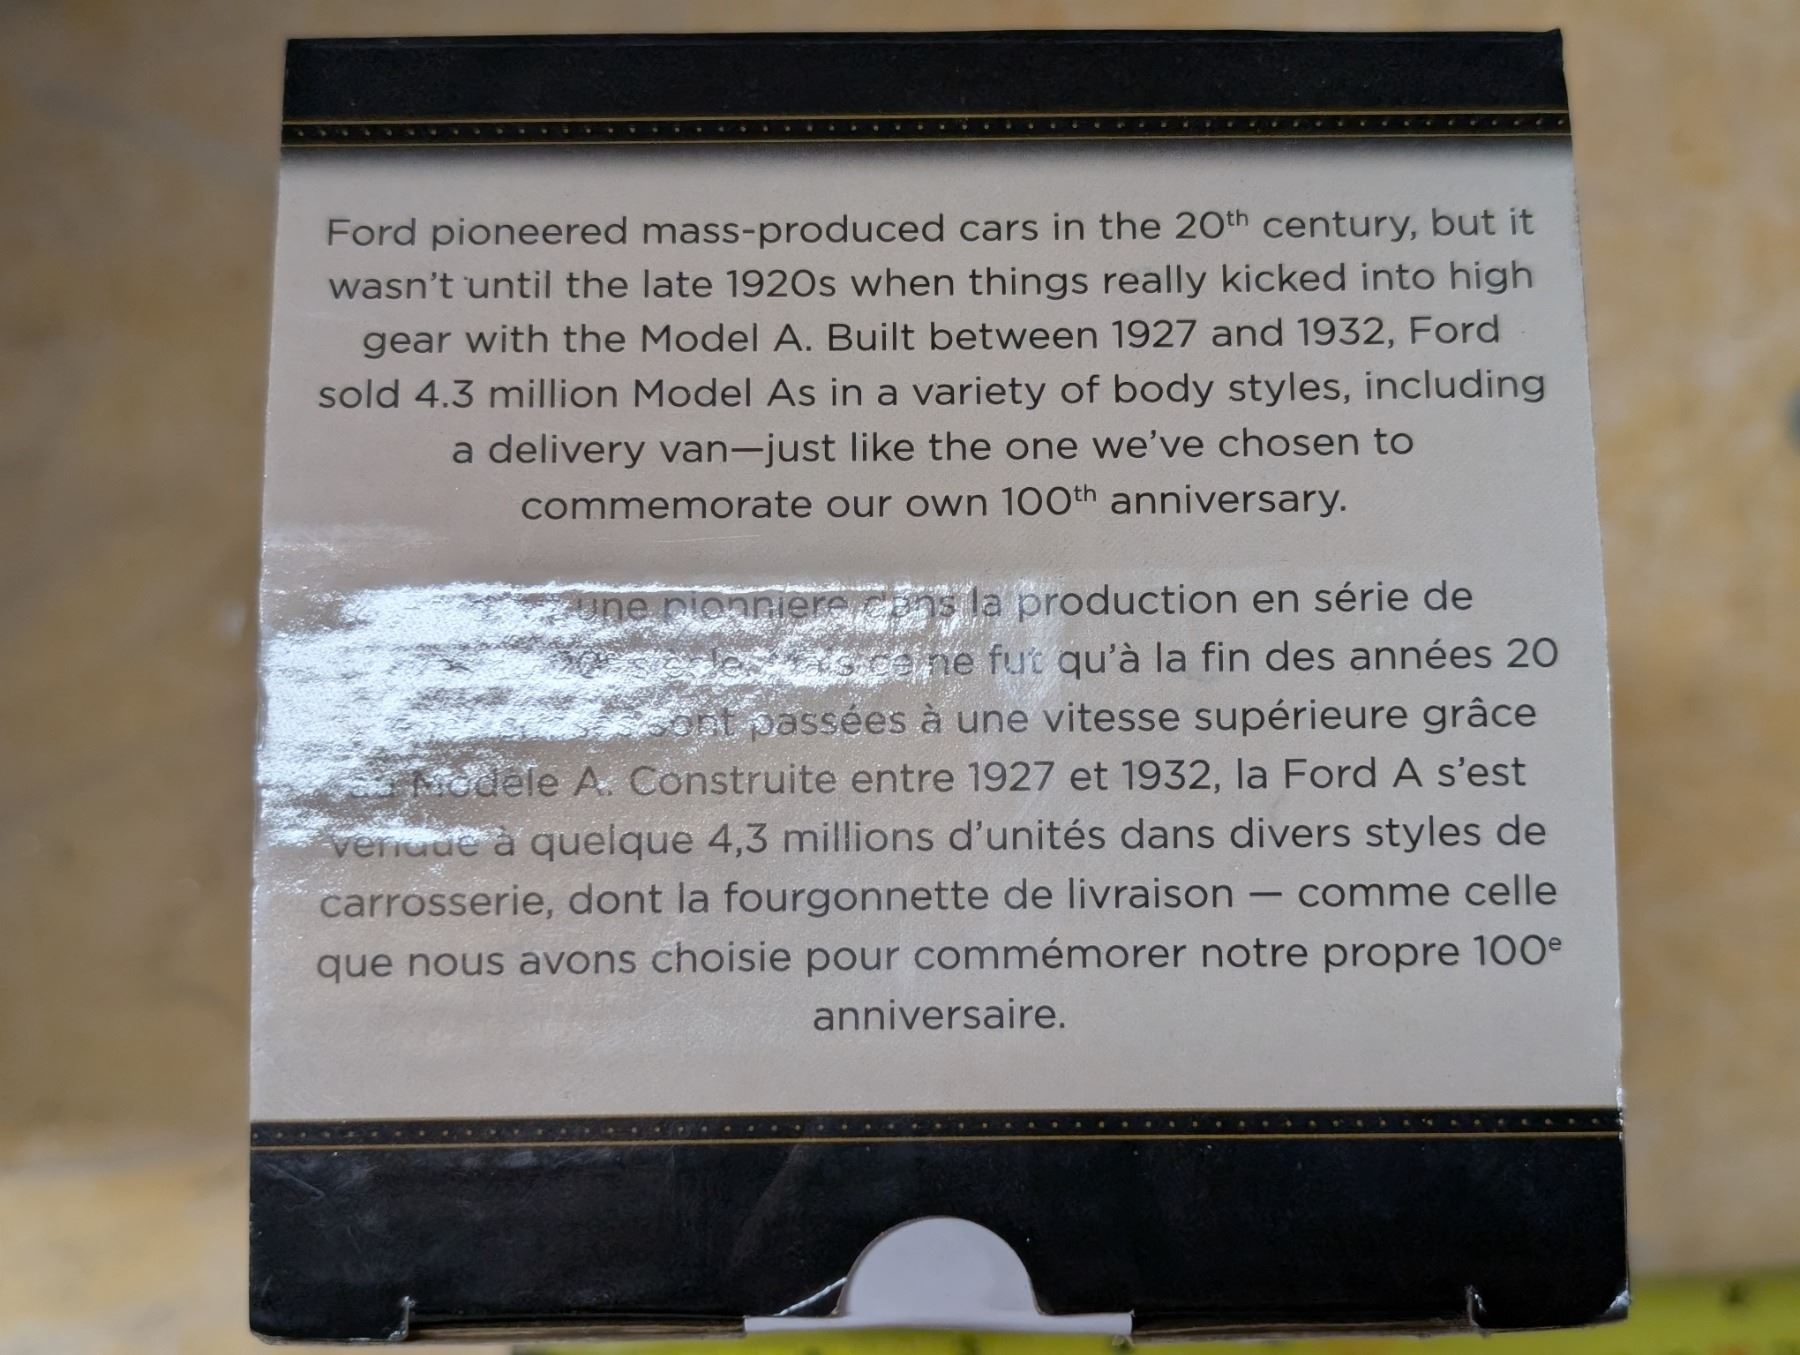 Ford pioneered mass-produced cars in the 20th century, but it
wasn't until the late 1920s when things really kicked into high
gear with the Model A. Built between 1927 and 1932, Ford
sold 4.3 million Model As in a variety of body styles, including
a delivery van—just like the one we've chosen to
commemorate our own 100th anniversary.
une pionnière dans la production en série de
ce ne fut qu'à la fin des années 20
sont passées à une vitesse supérieure grâce
Modèle A. Construite entre 1927 et 1932, la Ford A s'est
vendue à quelque 4,3 millions d'unités dans divers styles de
carrosserie, dont la fourgonnette de livraison — comme celle
que nous avons choisie pour commémorer notre propre 100e
anniversaire.